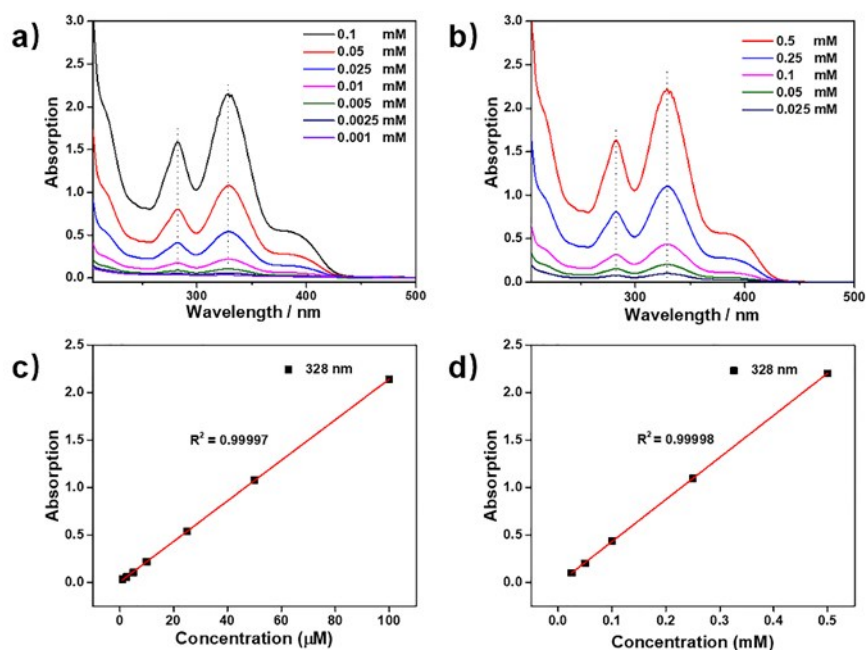 a)
3.0
2.5
2.0
1.5
1.0
0.5
0.0
Absorption
300
400
500
Wavelength / nm
0.1 mM
0.05 mM
0.025 mM
0.01 mM
0.005 mM
0.0025 mM
0.001 mM
b)
3.0
2.5
2.0
1.5
1.0
0.5
0.0
Absorption
300
400
500
Wavelength / nm
0.5 mM
0.25 mM
0.1 mM
0.05 mM
0.025 mM
c)
2.5
2.0
1.5
1.0
0.5
0.0
Absorption
328 nm
R² = 0.99997
0
20
40
60
80
100
Concentration (μM)
d)
2.5
2.0
1.5
1.0
0.5
0.0
Absorption
328 nm
R² = 0.99998
0.0
0.1
0.2
0.3
0.4
0.5
Concentration (mM)